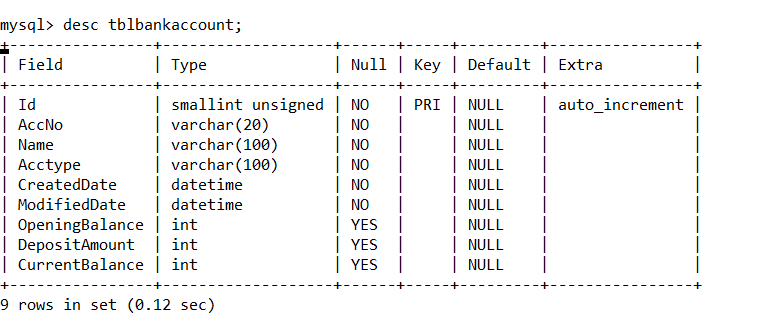 mysql> desc tblbankaccount;
+----------------+-------------------+------+-----+---------+----------------+
| Field          | Type              | Null | Key | Default | Extra          |
+----------------+-------------------+------+-----+---------+----------------+
| Id             | smallint unsigned | NO   | PRI | NULL    | auto_increment |
| AccNo          | varchar(20)       | NO   |     | NULL    |                |
| Name           | varchar(100)      | NO   |     | NULL    |                |
| Acctype        | varchar(100)      | NO   |     | NULL    |                |
| CreatedDate    | datetime          | NO   |     | NULL    |                |
| ModifiedDate   | datetime          | NO   |     | NULL    |                |
| OpeningBalance | int               | YES  |     | NULL    |                |
| DepositAmount  | int               | YES  |     | NULL    |                |
| CurrentBalance | int               | YES  |     | NULL    |                |
+----------------+-------------------+------+-----+---------+----------------+
9 rows in set (0.12 sec)